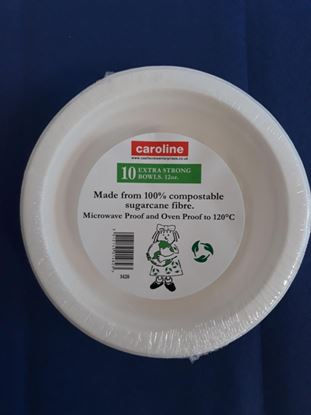 caroline
10 EXTRA STRONG
BOWLS. 12oz.
Made from 100% compostable
sugarcane fibre.
Microwave Proof and Oven Proof to 120°C
3420